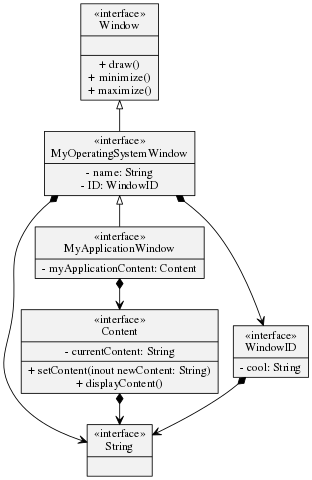 «interface»
Window
+ draw()
+ minimize()
+ maximize()
«interface»
MyOperatingSystemWindow
- name: String
- ID: WindowID
«interface»
MyApplicationWindow
- myApplicationContent: Content
«interface»
Content
- currentContent: String
+ setContent(inout newContent: String)
+ displayContent()
«interface»
WindowID
- cool: String
«interface»
String